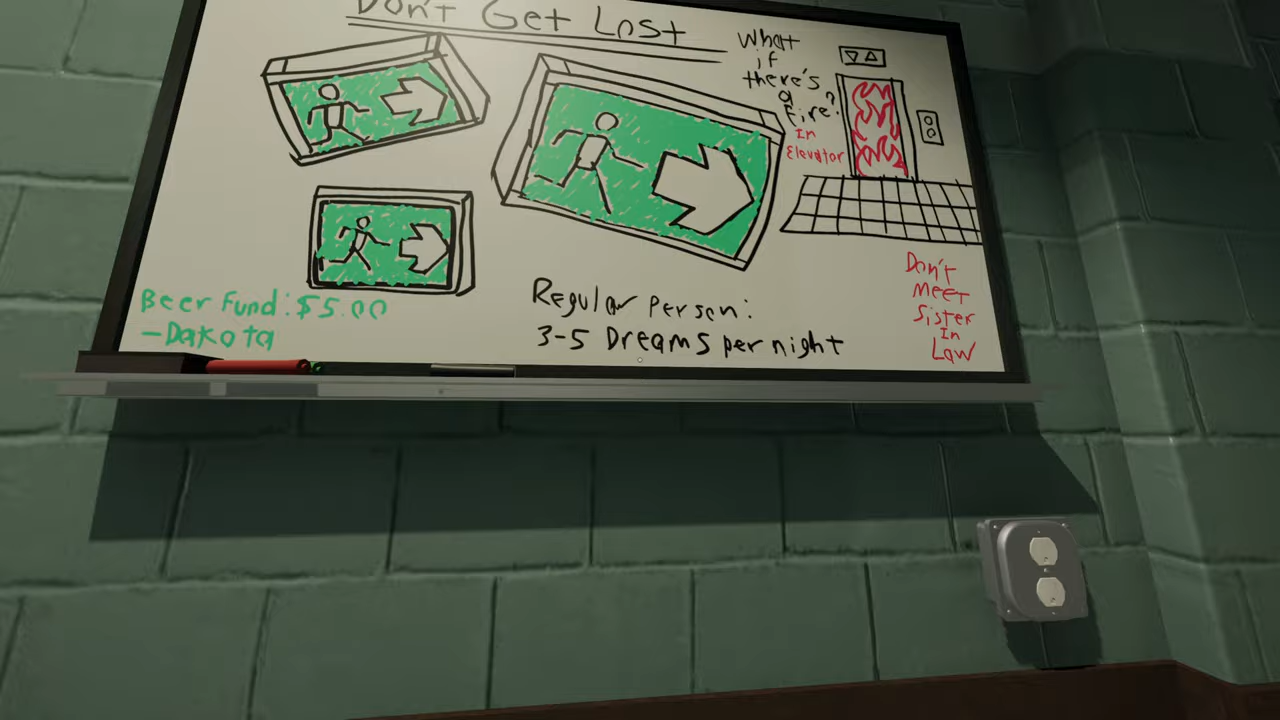 Don't Get Lost
What
if
there's
a
Fire?
In
Elevator
Don't
Meet
Sister
In
Law
Beer Fund: $5.00
-Dakota
Regular Person:
3-5 Dreams per night